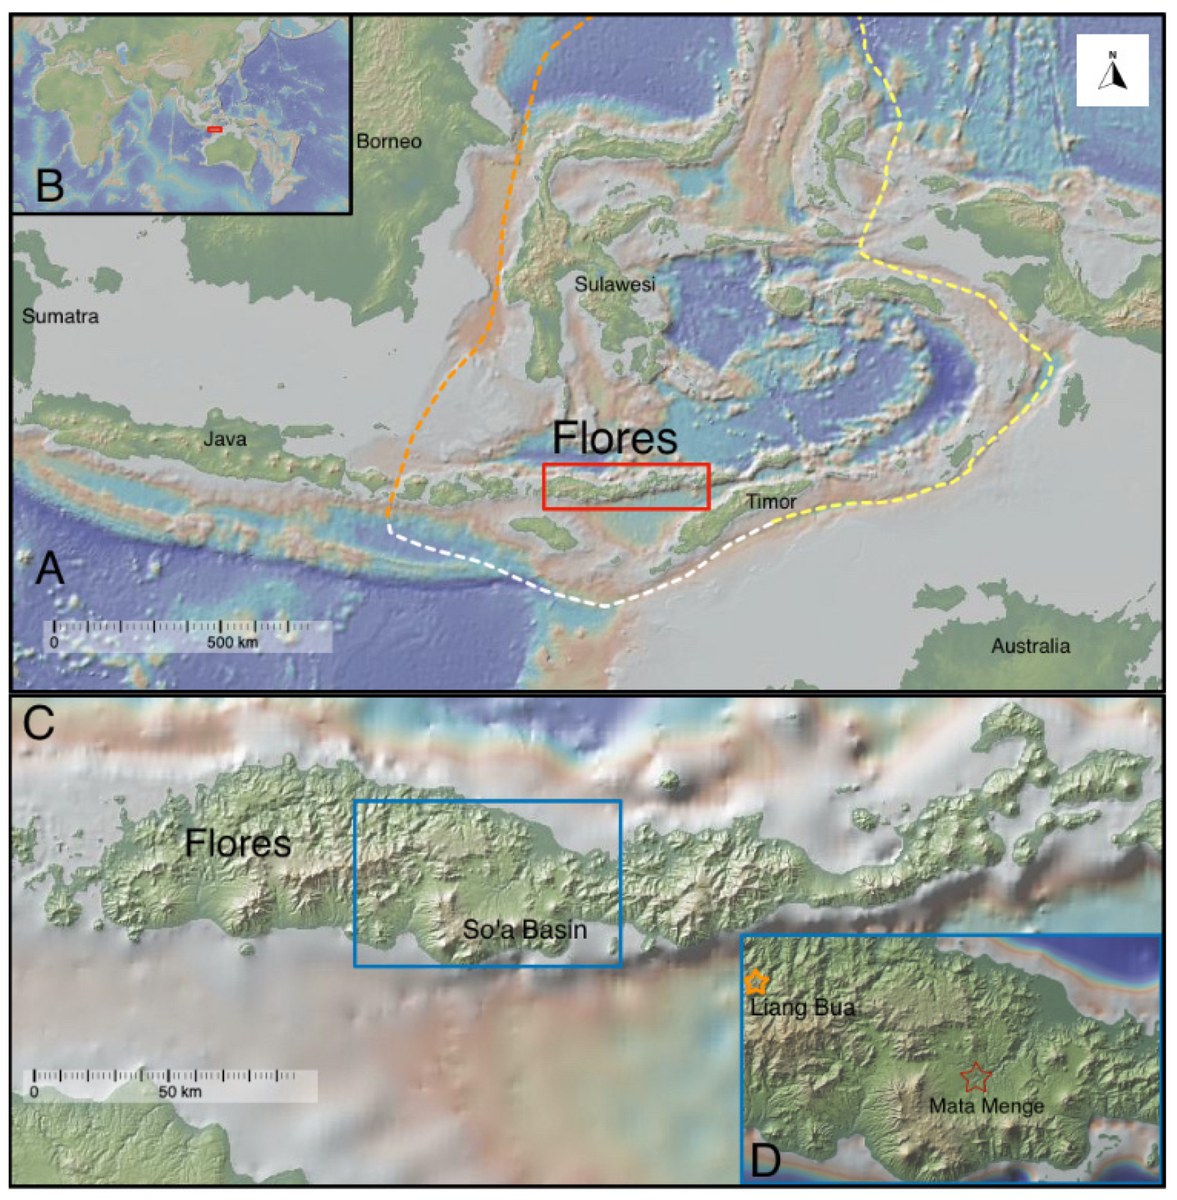 N
B
Borneo
Sulawesi
Sumatra
Java
Flores
Timor
A
0 500 km
Australia
C
Flores
So'a Basin
Liang Bua
0 50 km
Mata Menge
D